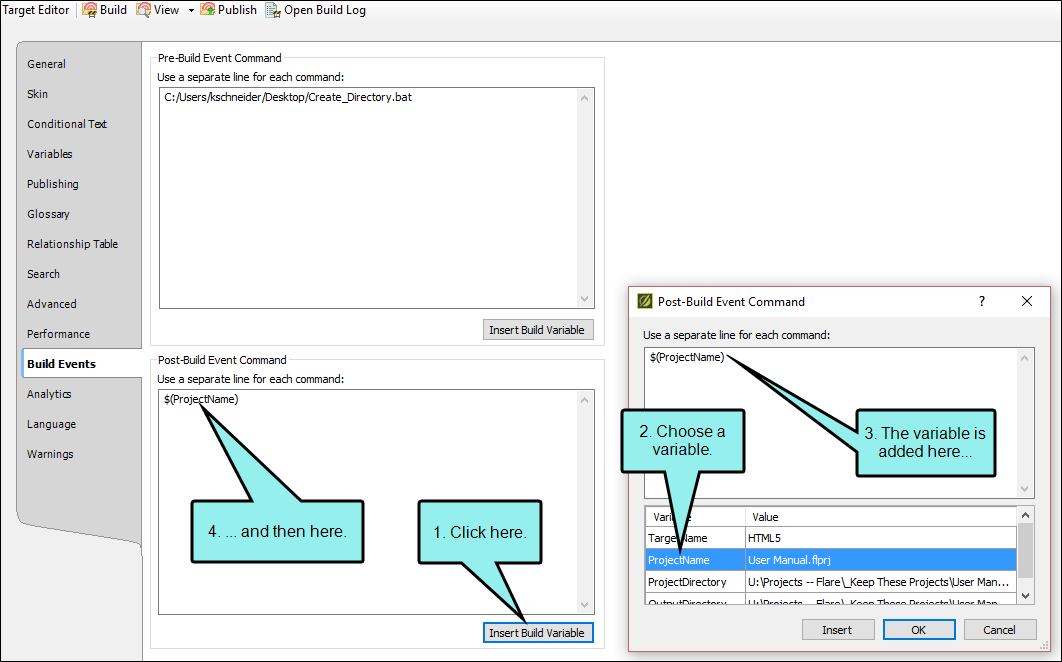 Target Editor Build View Publish Open Build Log
General
Skin
Conditional Text
Variables
Publishing
Glossary
Relationship Table
Search
Advanced
Performance
Build Events
Analytics
Language
Warnings
Pre-Build Event Command
Use a separate line for each command:
C:/Users/kschneider/Desktop/Create_Directory.bat
Insert Build Variable
Post-Build Event Command
Use a separate line for each command:
$(ProjectName)
4. ... and then here.
1. Click here.
Insert Build Variable
Post-Build Event Command ?
Use a separate line for each command:
$(ProjectName)
2. Choose a
variable.
3. The variable is
added here...
Value
HTML5
ProjectName User Manual.flprj
ProjectDirectory U:\Projects -- Flare\_Keep These Projects\User Man...
OutputDirectory U:\Projects -- Flare\_Keep These Projects\User Man...
Insert OK Cancel